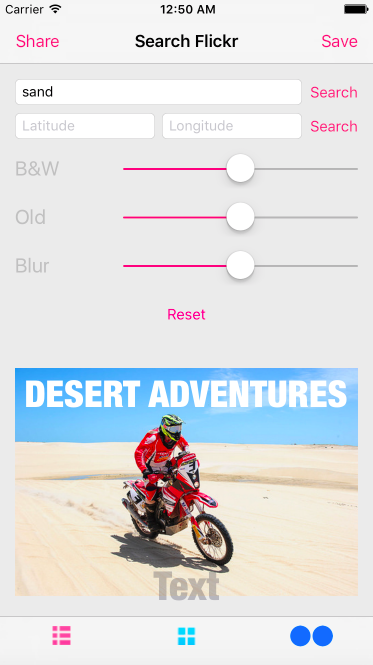 Carrier 12:50 AM
Share Search Flickr Save
sand Search
Latitude Longitude Search
B&W
Old
Blur
Reset
DESERT ADVENTURES
Text